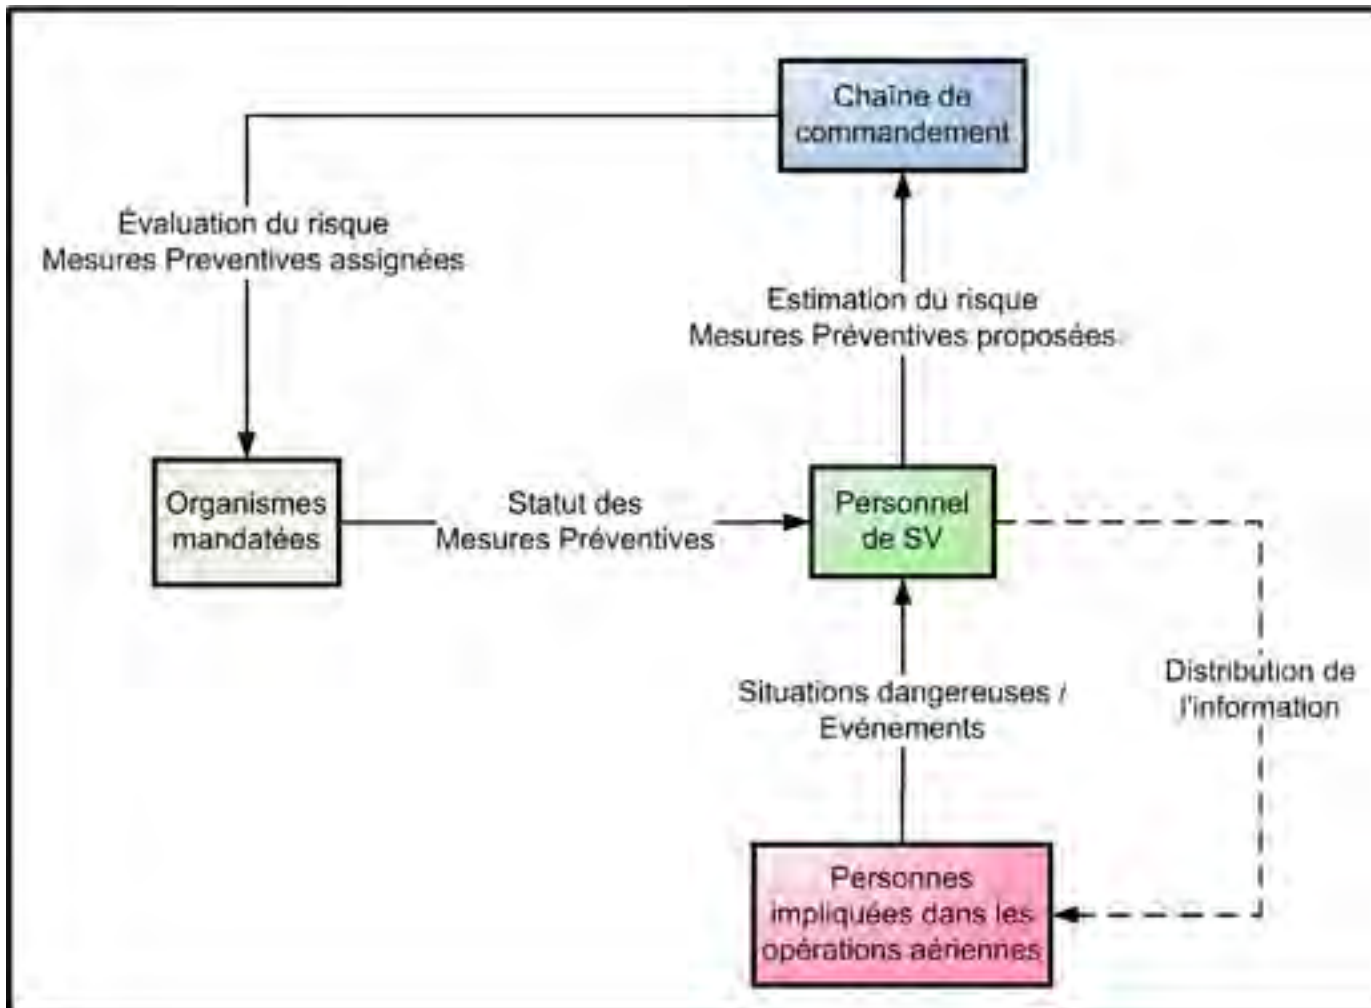 Chaîne de
commandement
Évaluation du risque
Mesures Preventives assignées
Estimation du risque
Mesures Préventives proposées
Organismes
mandatées
Statut des
Mesures Préventives
Personnel
de SV
Situations dangereuses /
Evénements
Distribution de
l'information
Personnes
impliquées dans les
opérations aériennes